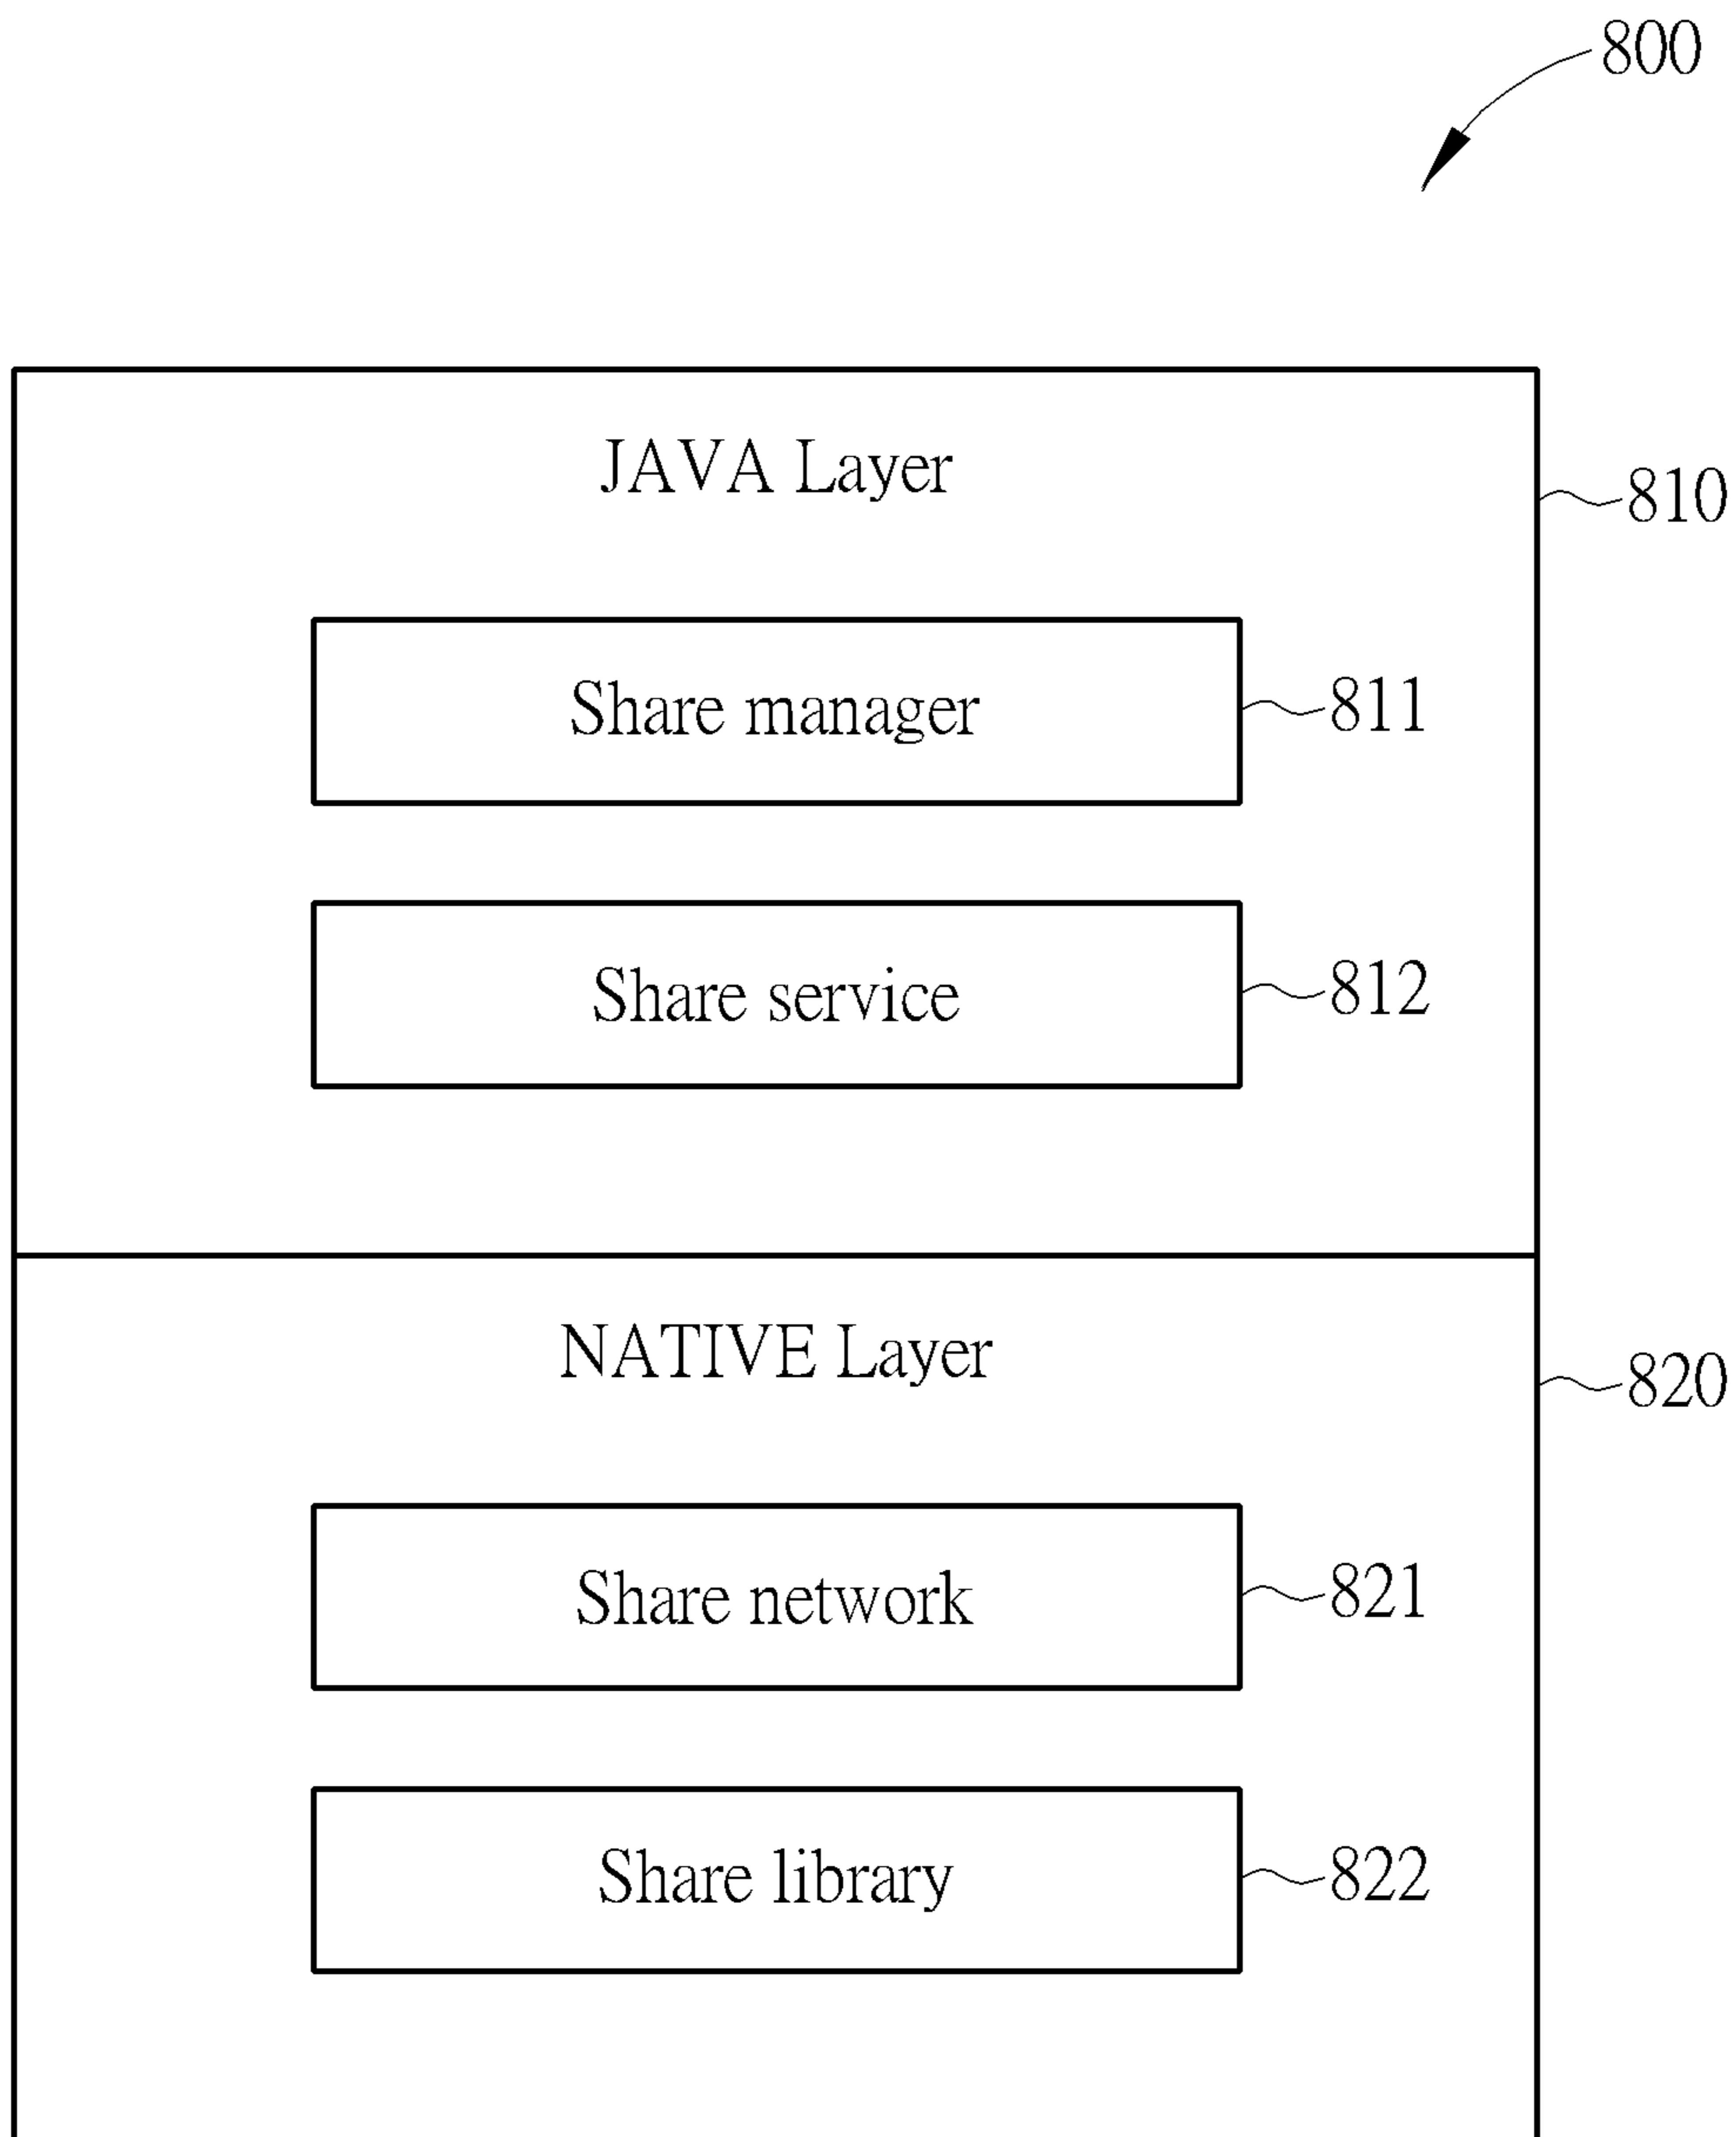 800
JAVA Layer
810
Share manager
811
Share service
812
NATIVE Layer
820
Share network
821
Share library
822